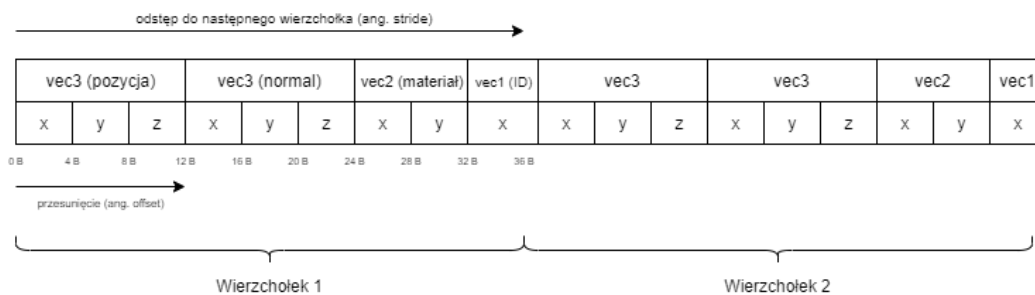 odstęp do następnego wierzchołka (ang. stride)
vec3 (pozycja) vec3 (normal) vec2 (materiał) vec1 (ID) vec3 vec3 vec2 vec1
x y z x y z x y x x y z x y z x y x
0 B 4 B 8 B 12 B 16 B 20 B 24 B 28 B 32 B 36 B
przesunięcie (ang. offset)
Wierzchołek 1 Wierzchołek 2